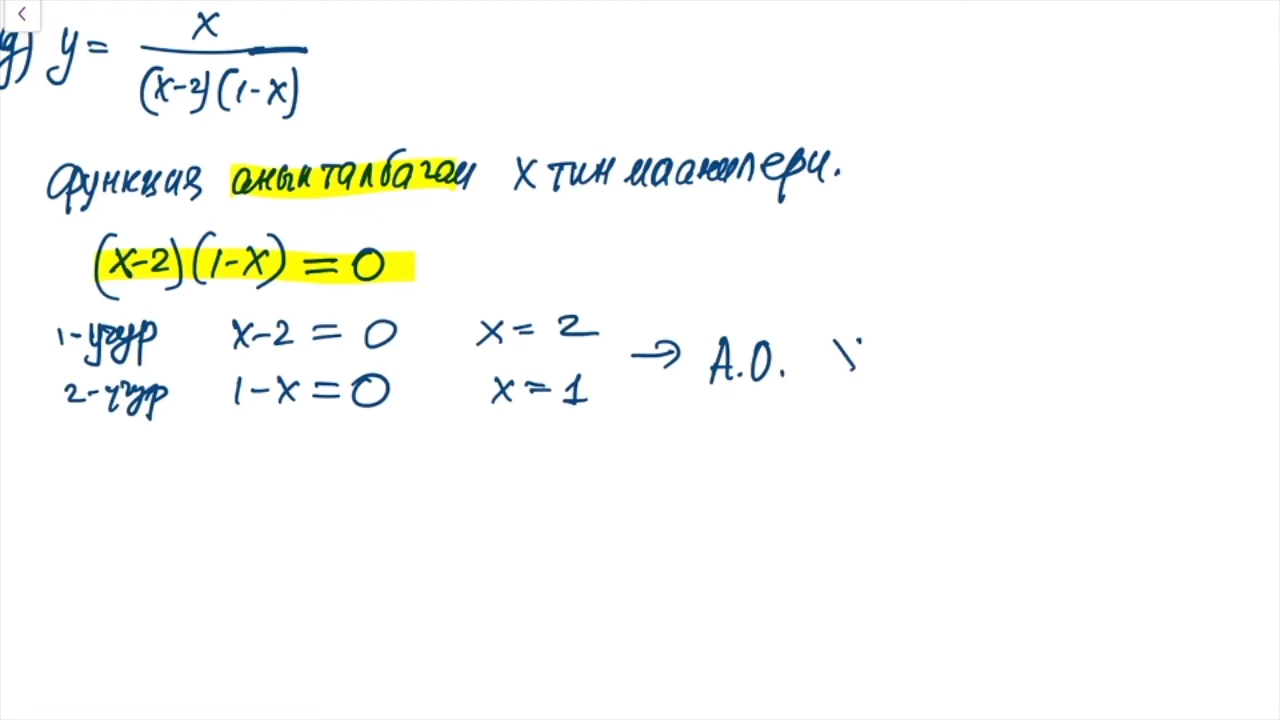 д) y = x / (x-2)(1-x)
Функция аныкталбаган x тин маанилери.
(x-2)(1-x) = 0
1-учур x-2 = 0 x = 2
2-учур 1-x = 0 x = 1
→ А.О.